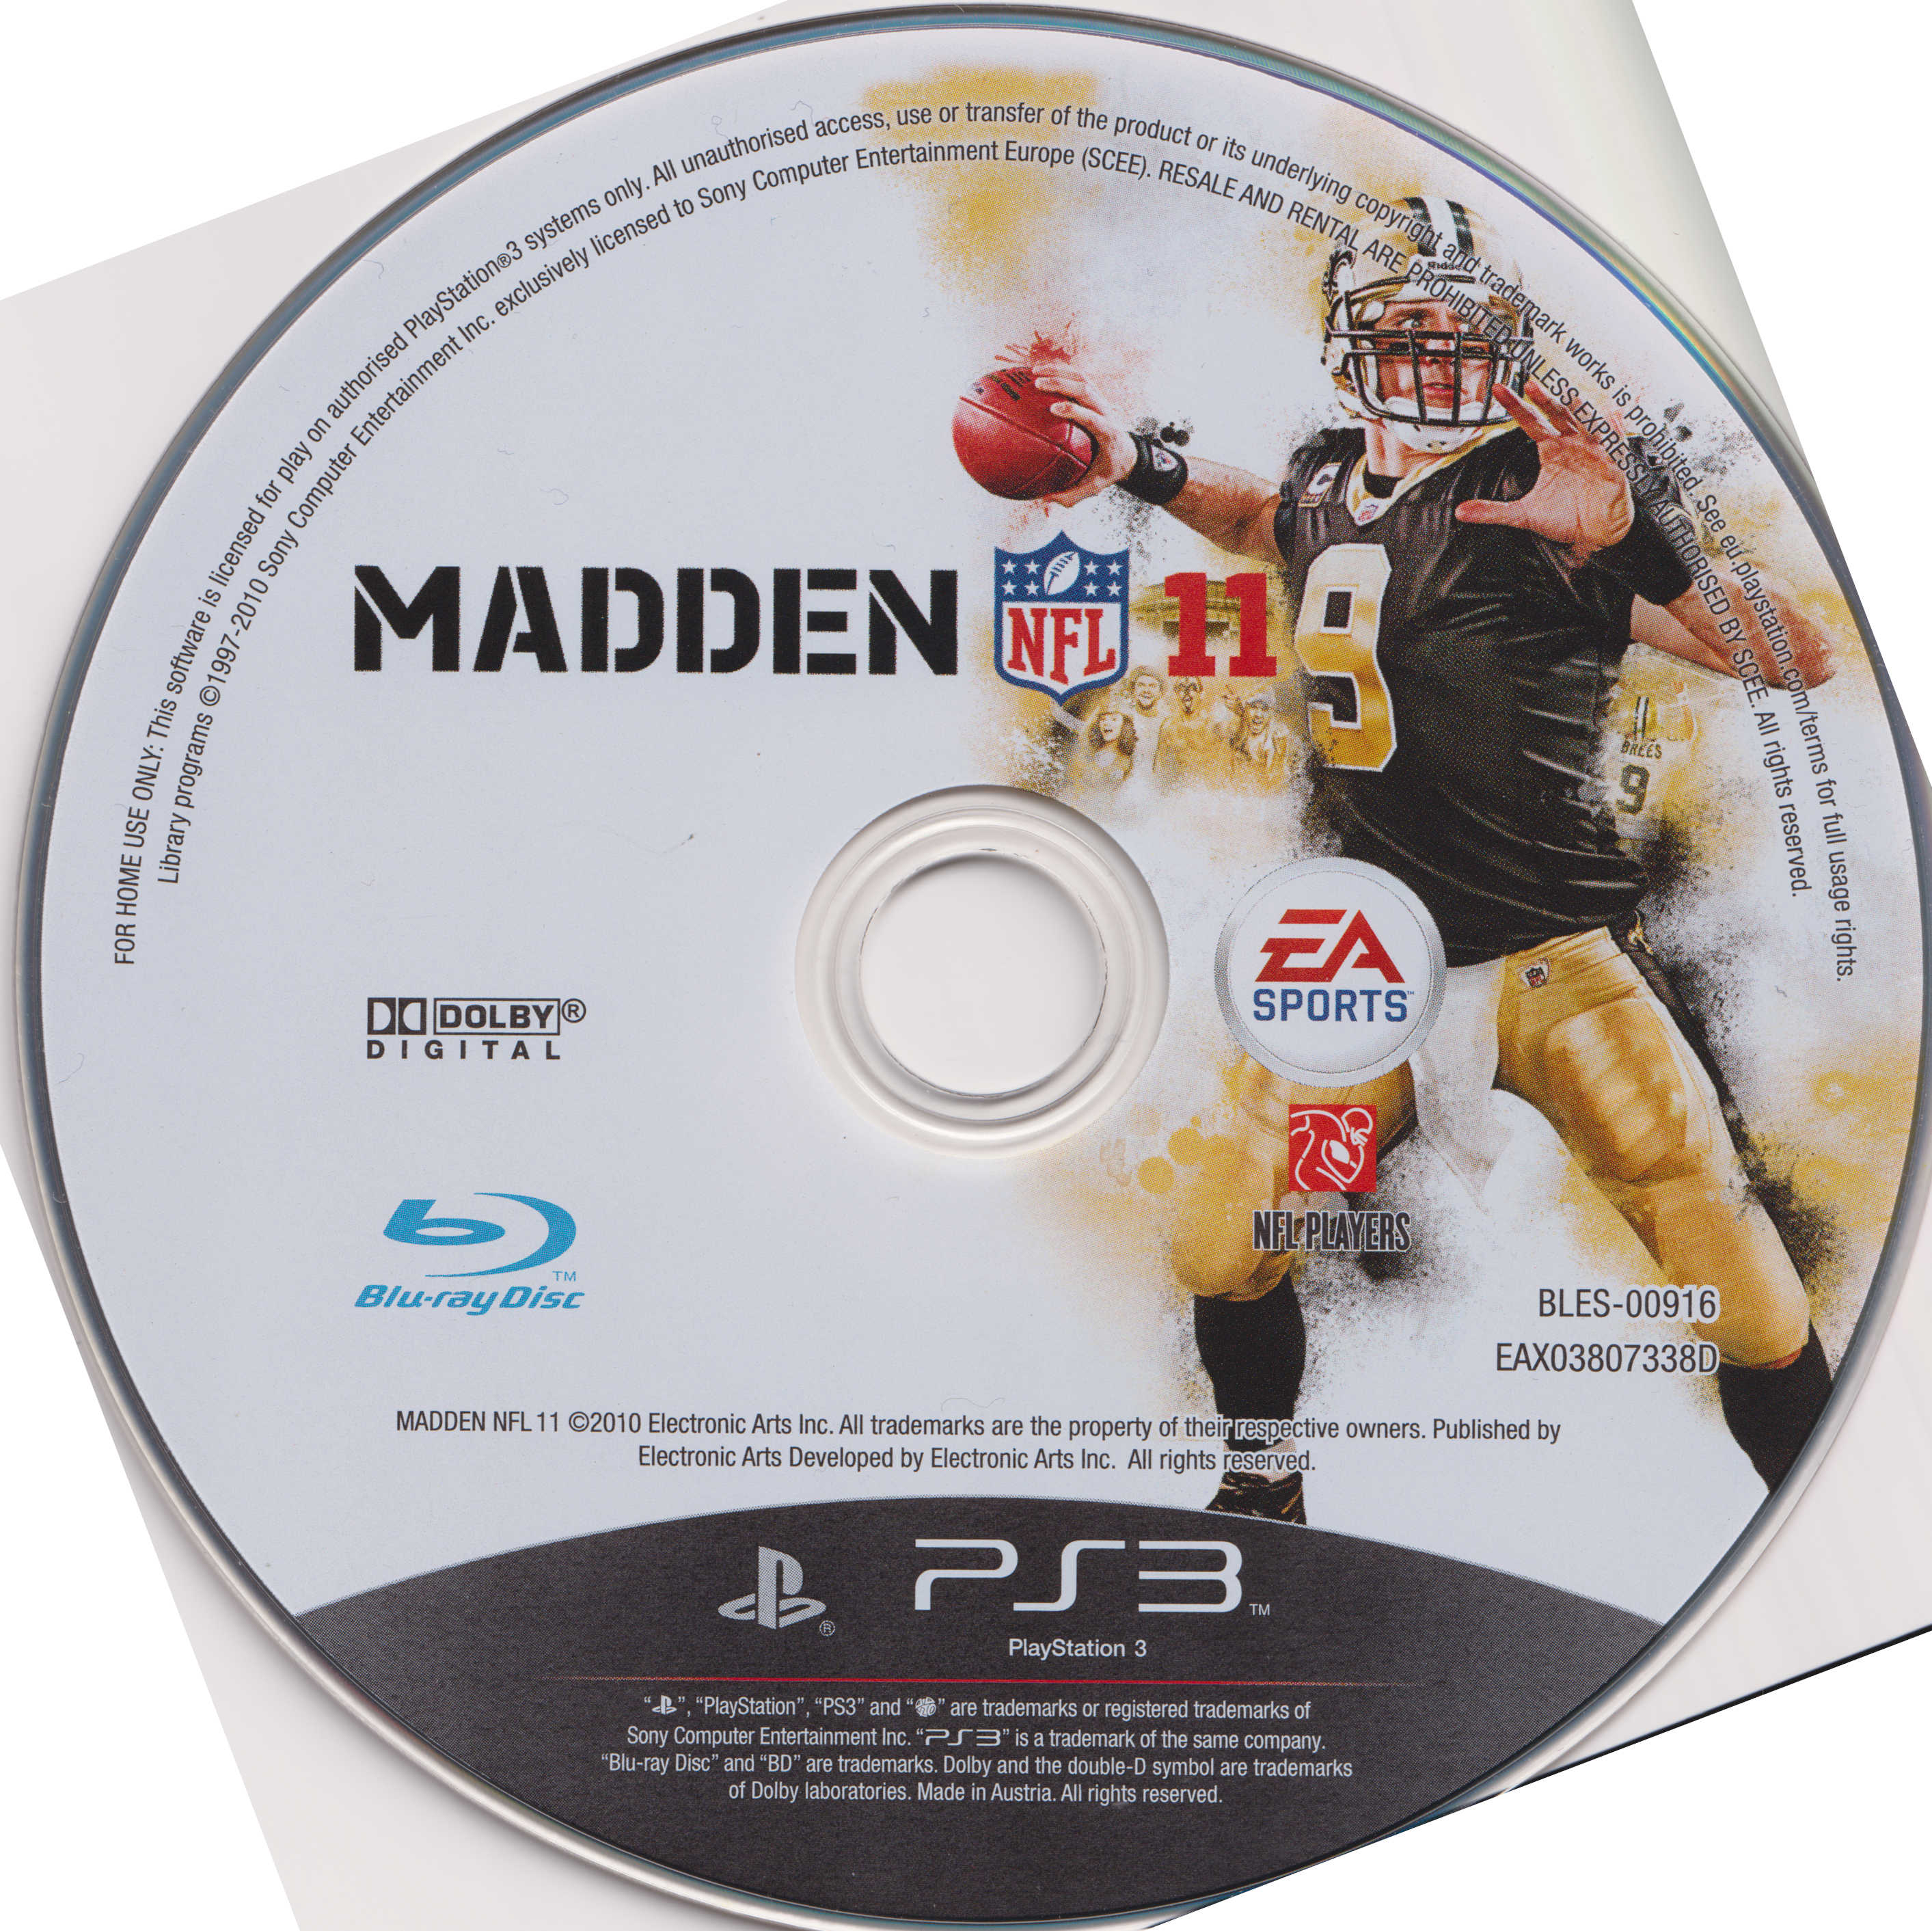 FOR HOME USE ONLY: This software is licensed for play on authorised PlayStation®3 systems only. All unauthorised access, use or transfer of the product or its underlying copyright and trademark works is prohibited. See eu.playstation.com/terms for full usage rights.
Library programs ©1997-2010 Sony Computer Entertainment Inc. exclusively licensed to Sony Computer Entertainment Europe (SCEE). RESALE AND RENTAL ARE PROHIBITED UNLESS EXPRESSLY AUTHORISED BY SCEE. All rights reserved.
MADDEN NFL 11
9
BREES
9
EA
SPORTS™
DOLBY®
DIGITAL
NFL PLAYERS
Blu-ray Disc™
BLES-00916
EAX03807338D
MADDEN NFL 11 ©2010 Electronic Arts Inc. All trademarks are the property of their respective owners. Published by
Electronic Arts Developed by Electronic Arts Inc. All rights reserved.
® PS3™
PlayStation 3
“ ”, “PlayStation”, “PS3” and “ ” are trademarks or registered trademarks of
Sony Computer Entertainment Inc. “PS3” is a trademark of the same company.
“Blu-ray Disc” and “BD” are trademarks. Dolby and the double-D symbol are trademarks
of Dolby laboratories. Made in Austria. All rights reserved.